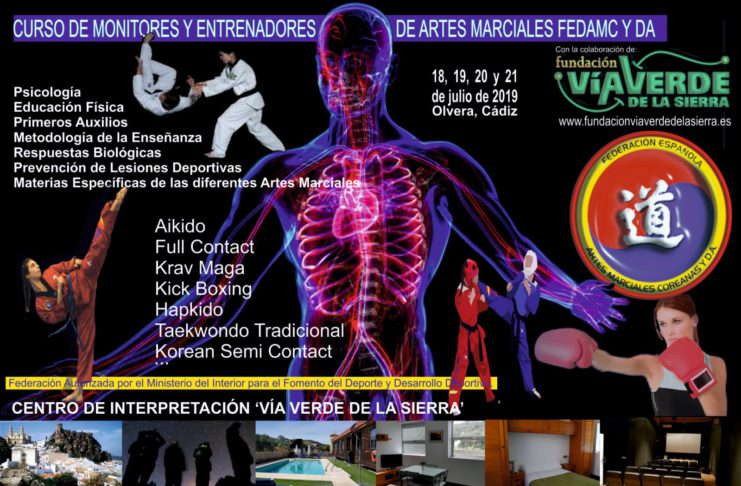 CURSO DE MONITORES Y ENTRENADORES DE ARTES MARCIALES FEDAMC Y DA
Con la colaboración de:
fundación
VÍAVERDE
DE LA SIERRA
www.fundacionviaverdedelasierra.es
18, 19, 20 y 21
de julio de 2019
Olvera, Cádiz
Psicología
Educación Física
Primeros Auxilios
Metodología de la Enseñanza
Respuestas Biológicas
Prevención de Lesiones Deportivas
Materias Específicas de las diferentes Artes Marciales
FEDERACIÓN ESPAÑOLA
道
ARTES MARCIALES COREANAS Y D.A.
Aikido
Full Contact
Krav Maga
Kick Boxing
Hapkido
Taekwondo Tradicional
Korean Semi Contact
...
Federación Autorizada por el Ministerio del Interior para el Fomento del Deporte y Desarrollo Deportivo.
CENTRO DE INTERPRETACIÓN ‘VÍA VERDE DE LA SIERRA’